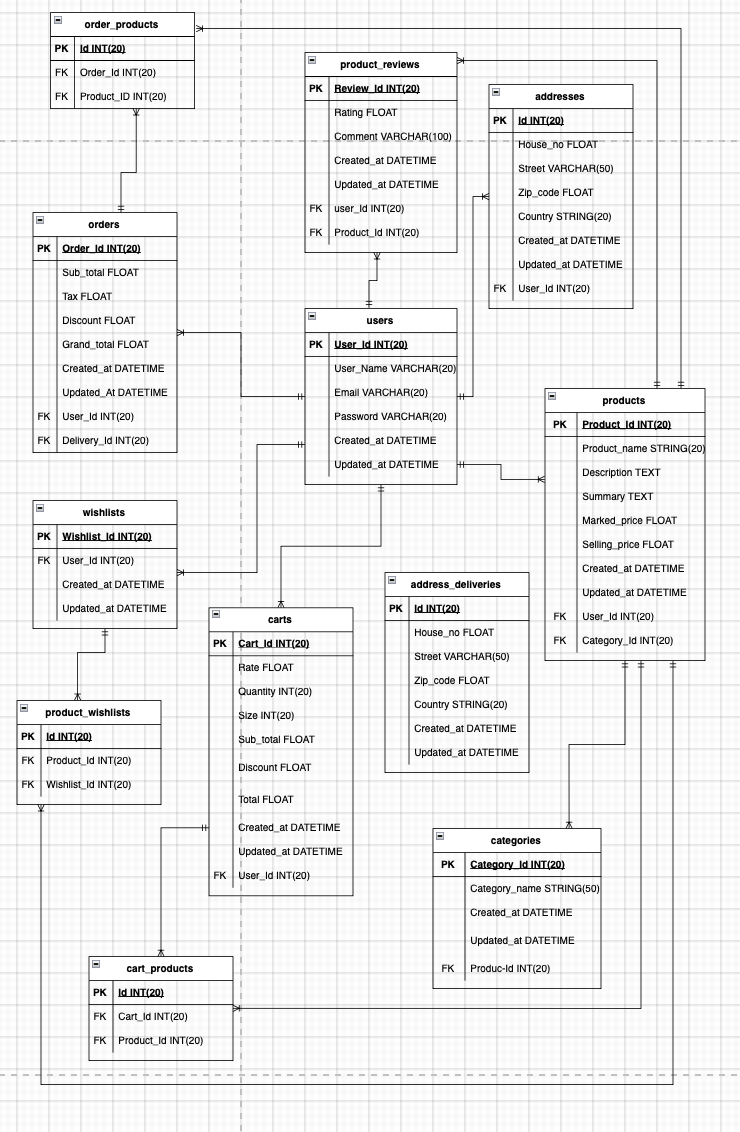 order_products
PK Id INT(20)
FK Order_Id INT(20)
FK Product_ID INT(20)
product_reviews
PK Review_Id INT(20)
Rating FLOAT
Comment VARCHAR(100)
Created_at DATETIME
Updated_at DATETIME
FK user_Id INT(20)
FK Product_Id INT(20)
addresses
PK Id INT(20)
House_no FLOAT
Street VARCHAR(50)
Zip_code FLOAT
Country STRING(20)
Created_at DATETIME
Updated_at DATETIME
FK User_Id INT(20)
orders
PK Order_Id INT(20)
Sub_total FLOAT
Tax FLOAT
Discount FLOAT
Grand_total FLOAT
Created_at DATETIME
Updated_At DATETIME
FK User_Id INT(20)
FK Delivery_Id INT(20)
users
PK User_Id INT(20)
User_Name VARCHAR(20)
Email VARCHAR(20)
Password VARCHAR(20)
Created_at DATETIME
Updated_at DATETIME
products
PK Product_Id INT(20)
Product_name STRING(20)
Description TEXT
Summary TEXT
Marked_price FLOAT
Selling_price FLOAT
Created_at DATETIME
Updated_at DATETIME
FK User_Id INT(20)
FK Category_Id INT(20)
wishlists
PK Wishlist_Id INT(20)
FK User_Id INT(20)
Created_at DATETIME
Updated_at DATETIME
address_deliveries
PK Id INT(20)
House_no FLOAT
Street VARCHAR(50)
Zip_code FLOAT
Country STRING(20)
Created_at DATETIME
Updated_at DATETIME
carts
PK Cart_Id INT(20)
Rate FLOAT
Quantity INT(20)
Size INT(20)
Sub_total FLOAT
Discount FLOAT
Total FLOAT
Created_at DATETIME
Updated_at DATETIME
FK User_Id INT(20)
product_wishlists
PK Id INT(20)
FK Product_Id INT(20)
FK Wishlist_Id INT(20)
categories
PK Category_Id INT(20)
Category_name STRING(50)
Created_at DATETIME
Updated_at DATETIME
FK Produc-Id INT(20)
cart_products
PK Id INT(20)
FK Cart_Id INT(20)
FK Product_Id INT(20)